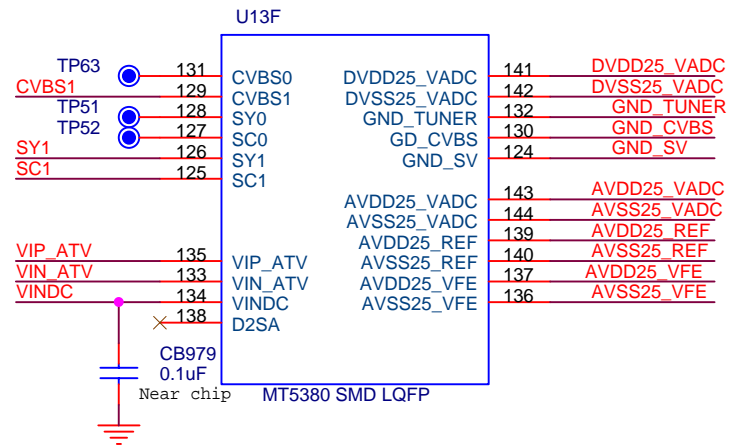 U13F
TP63
131
CVBS0
CVBS1
129
CVBS1
TP51
128
SY0
TP52
127
SC0
SY1
126
SY1
SC1
125
SC1
VIP_ATV
135
VIP_ATV
133
VIN_ATV
VIN_ATV
VINDC
134
VINDC
138
D2SA
DVDD25_VADC
141
DVDD25_VADC
DVSS25_VADC
142
DVSS25_VADC
GND_TUNER
132
GND_TUNER
GD_CVBS
130
GND_CVBS
GND_SV
124
GND_SV
AVDD25_VADC
143
AVDD25_VADC
AVSS25_VADC
144
AVSS25_VADC
AVDD25_REF
139
AVDD25_REF
AVSS25_REF
140
AVSS25_REF
AVDD25_VFE
137
AVDD25_VFE
AVSS25_VFE
136
AVSS25_VFE
CB979
0.1uF
Near chip
MT5380 SMD LQFP